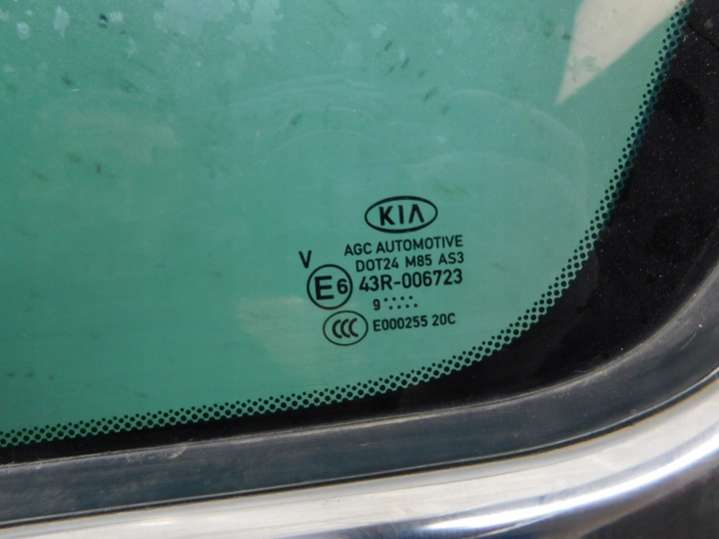 KIA
AGC AUTOMOTIVE
V
DOT24 M85 AS3
E6 43R-006723
9 .....
CCC E000255 20C